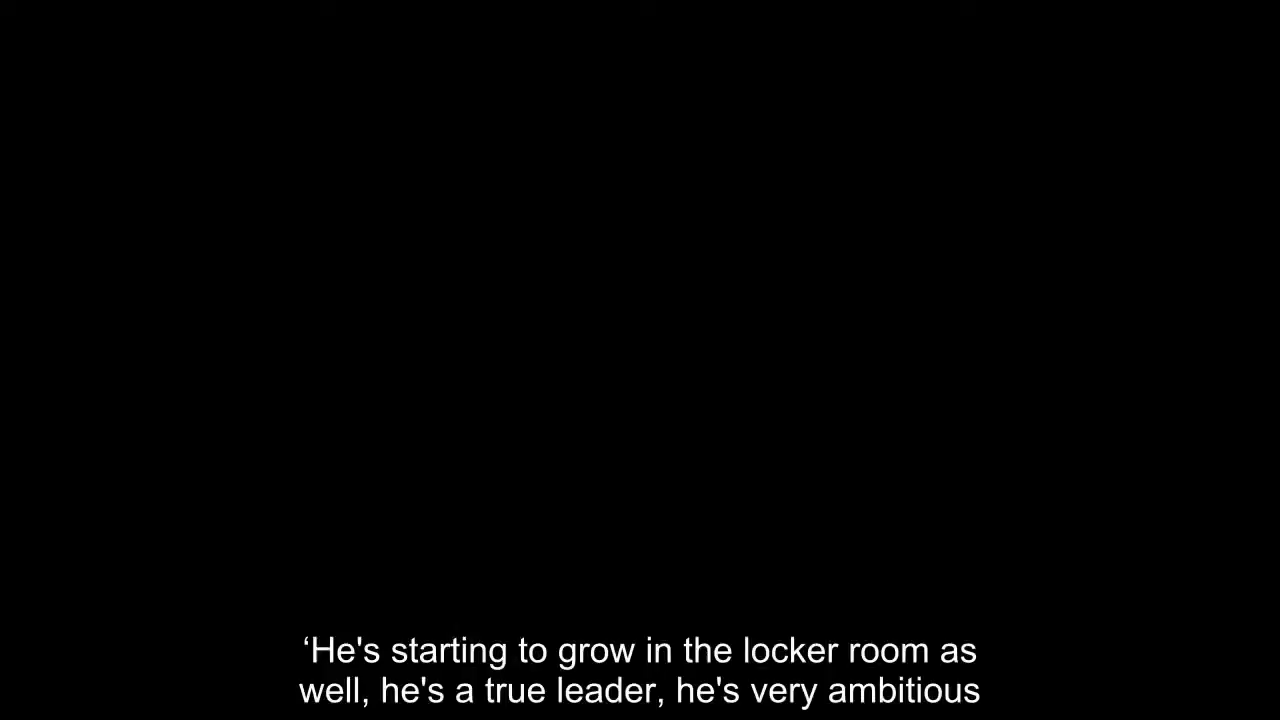 ‘He's starting to grow in the locker room as
well, he's a true leader, he's very ambitious